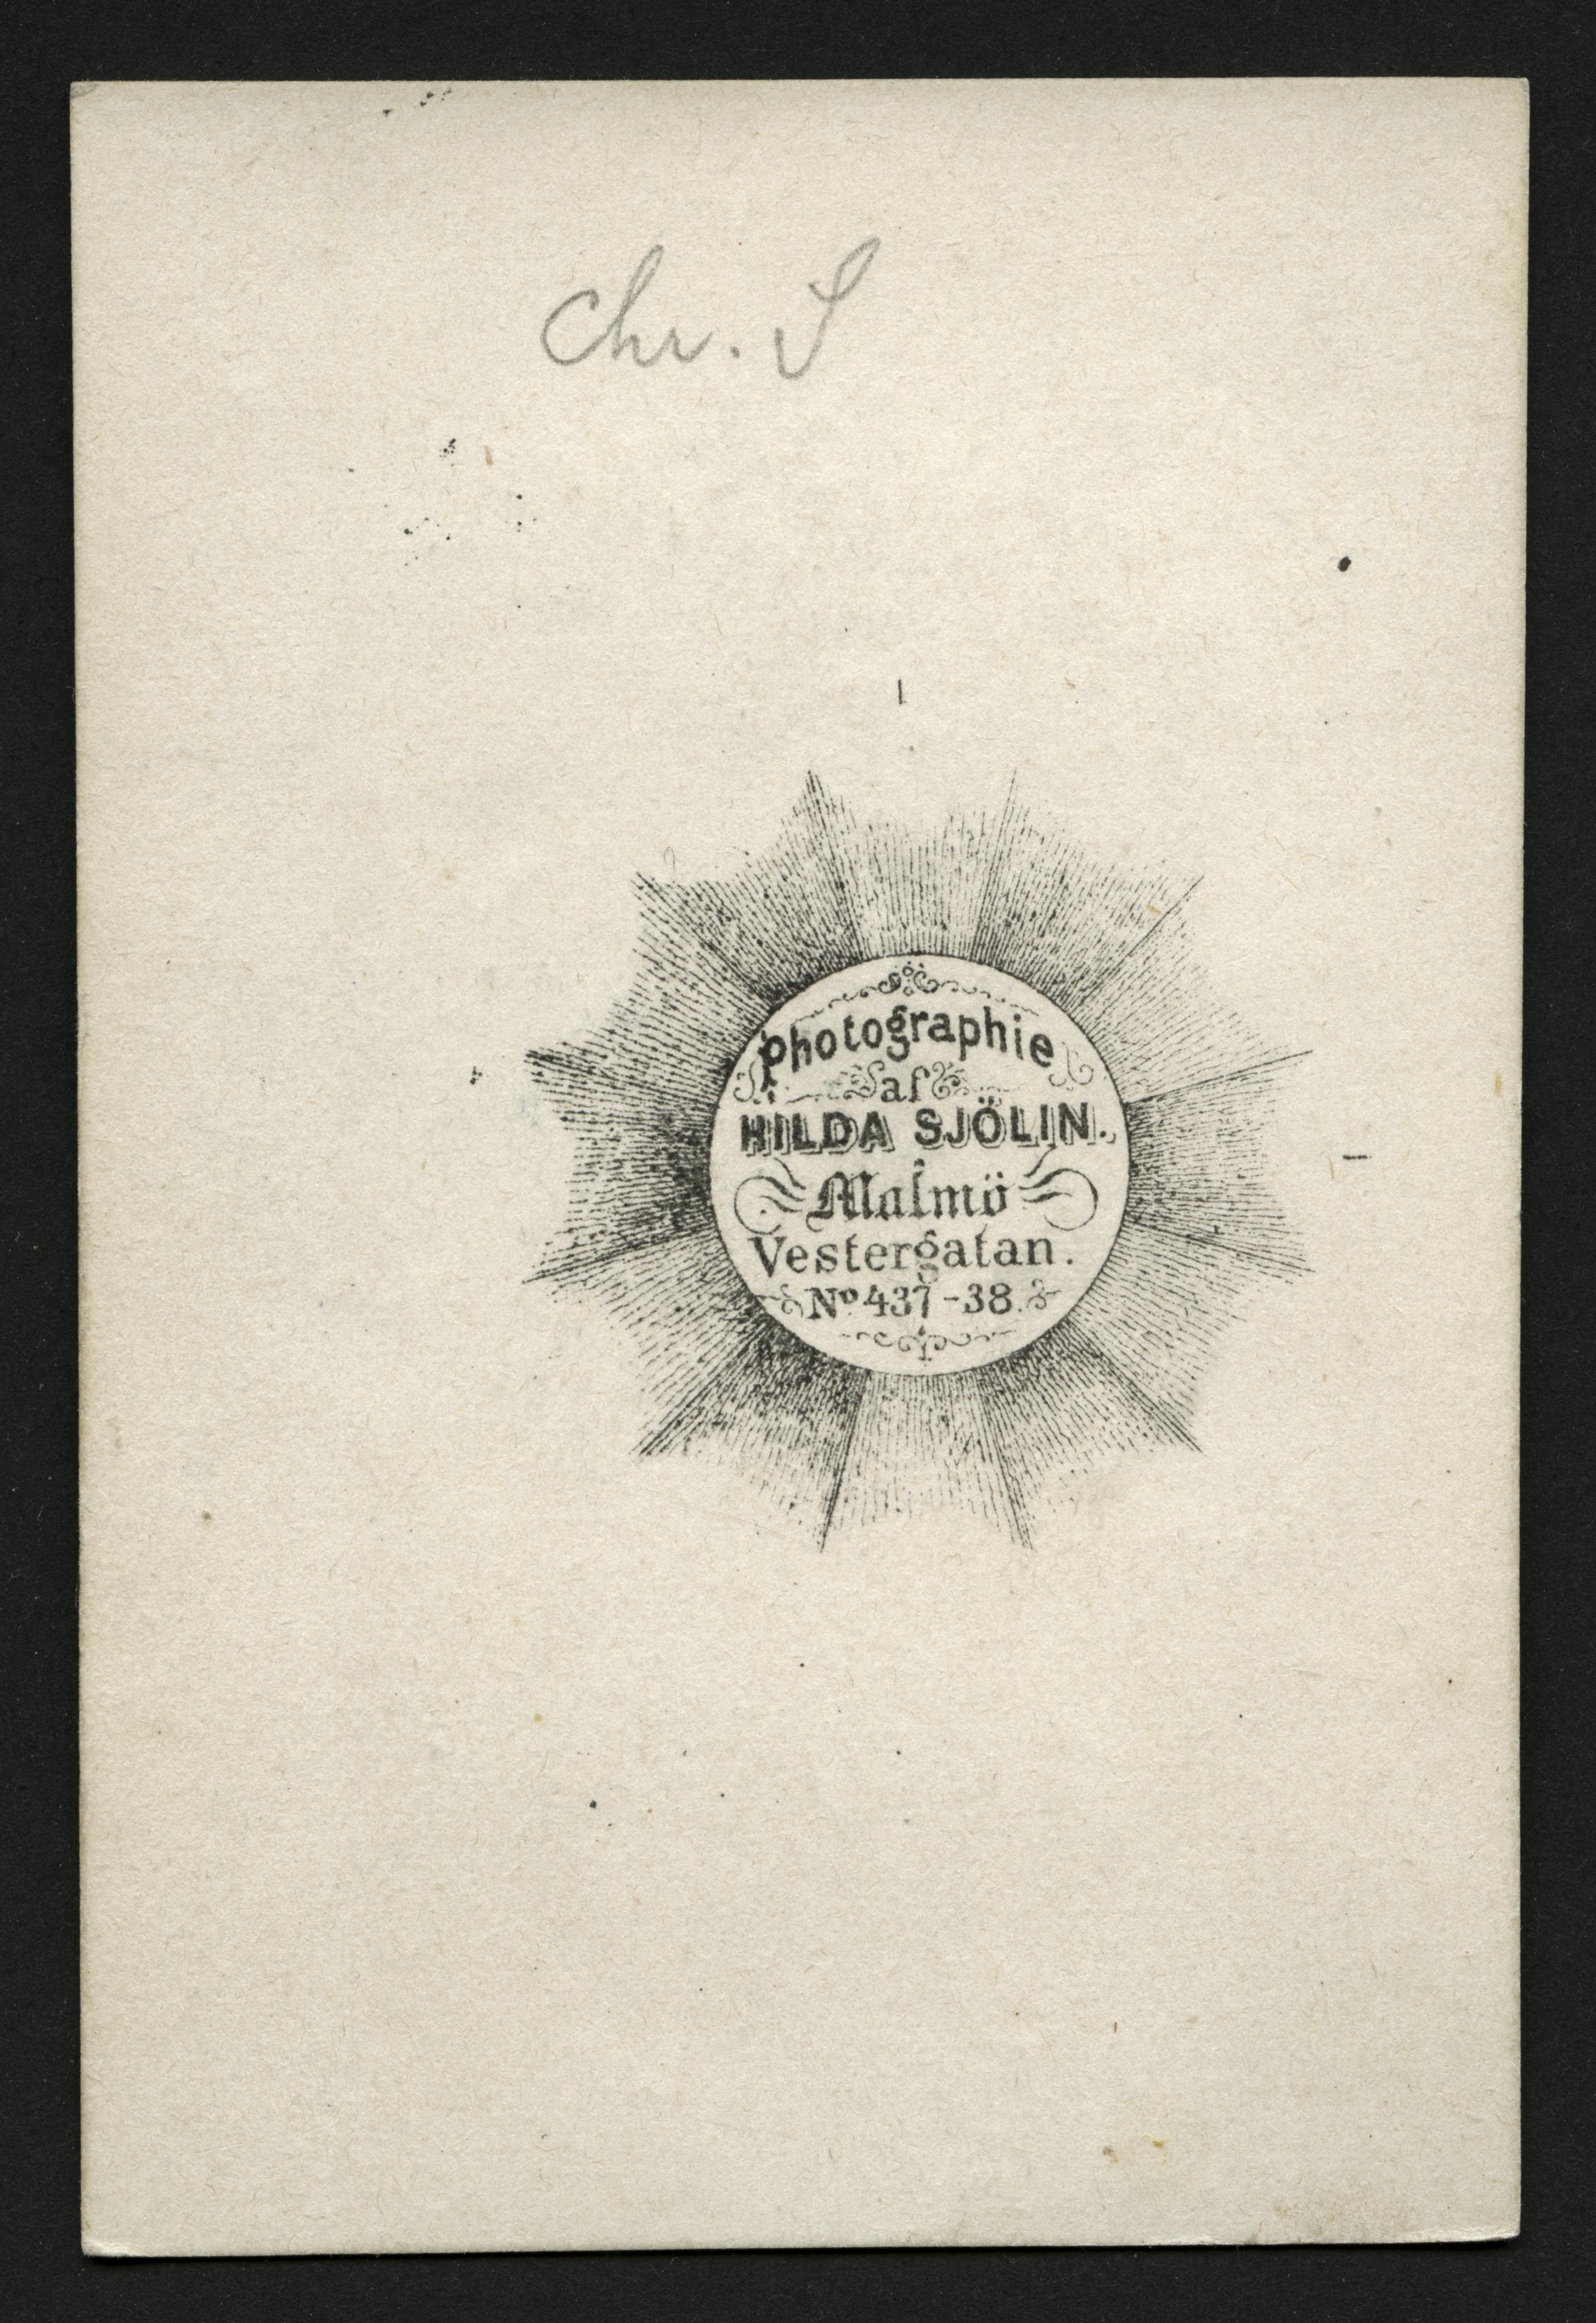 Chr. S
Photographie
af
HILDA SJÖLIN.
Malmö
Vestergatan.
No 437-38.